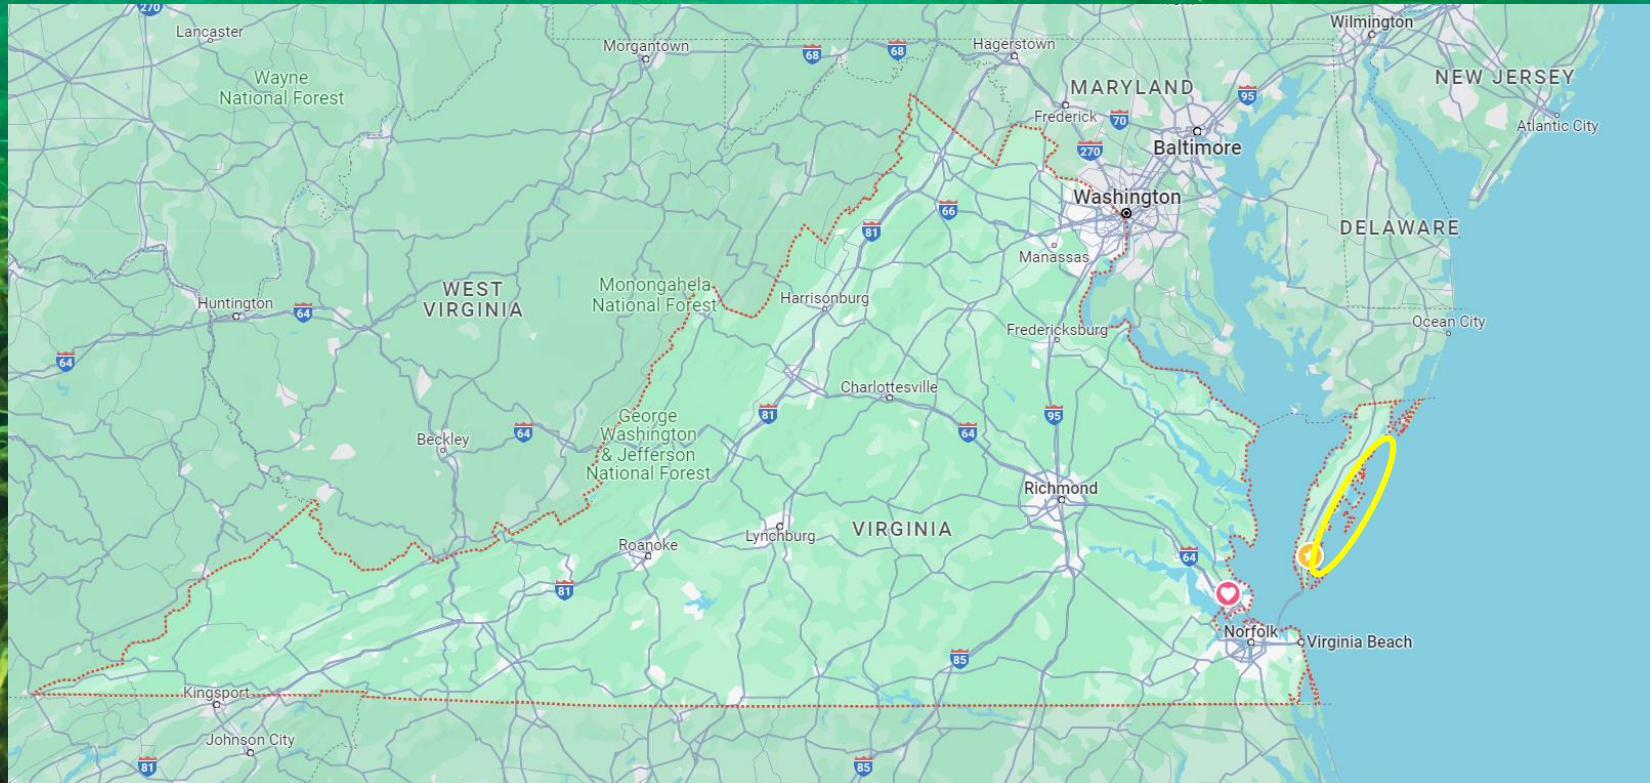 270
Lancaster
Wayne
National Forest
Morgantown
68
68
Hagerstown
Wilmington
NEW JERSEY
MARYLAND
95
Frederick
70
Atlantic City
270
Baltimore
Washington
66
81
DELAWARE
Manassas
WEST
VIRGINIA
Monongahela
National Forest
Harrisonburg
Huntington
64
Fredericksburg
Ocean City
64
Charlottesville
81
95
George
Washington
& Jefferson
National Forest
Beckley
64
64
Richmond
VIRGINIA
Lynchburg
Roanoke
64
81
Norfolk
Virginia Beach
85
Kingsport
Johnson City
81
85